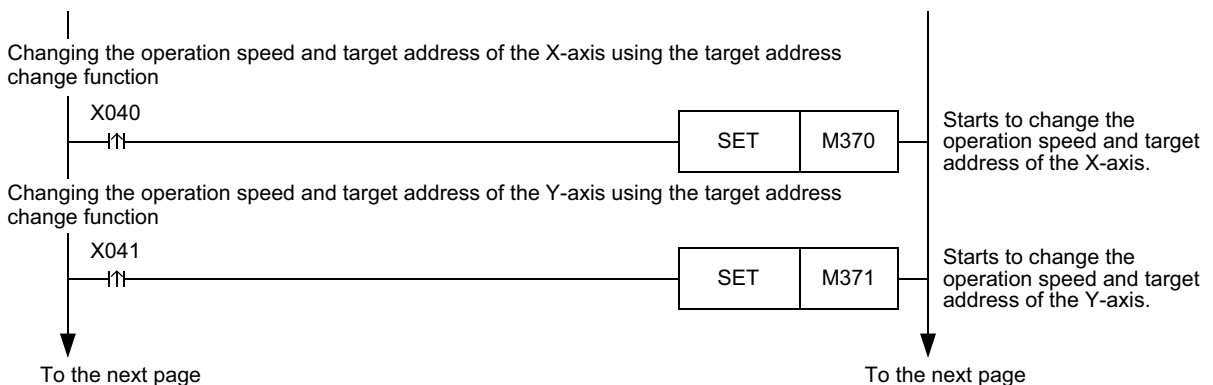 Changing the operation speed and target address of the X-axis using the target address
change function
X040
SET M370
Starts to change the
operation speed and target
address of the X-axis.
Changing the operation speed and target address of the Y-axis using the target address
change function
X041
SET M371
Starts to change the
operation speed and target
address of the Y-axis.
To the next page To the next page